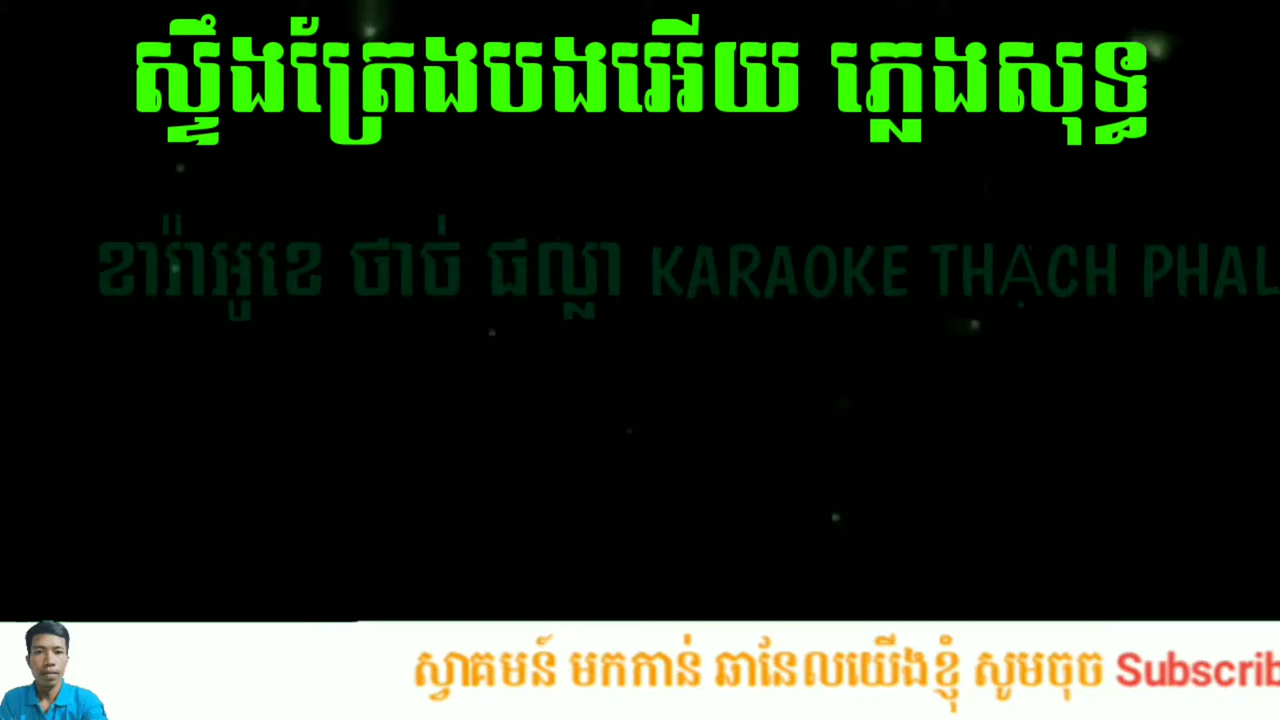 ស្ទឹងត្រែងបងអើយ ភ្លេងសុទ្ធ
ខារ៉ាអូខេ ថាច់ ផល្លា KARAOKE THẠCH PHAL
ស្វាគមន៍ មកកាន់ ឆានែលយើងខ្ញុំ សូមចុច Subscrib